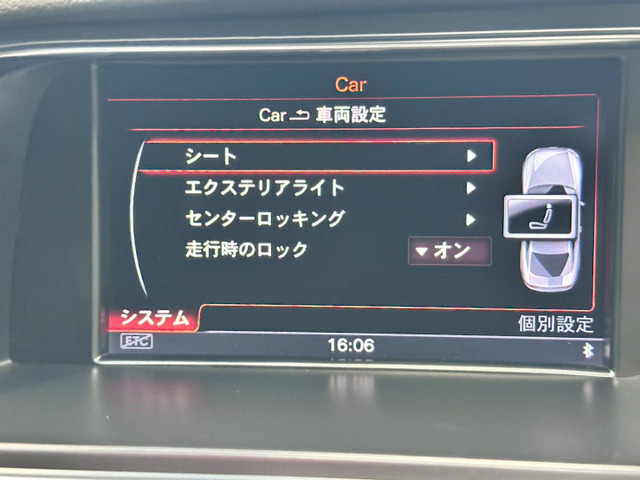 Car
Car 車両設定
シート
エクステリアライト
センターロッキング
走行時のロック オン
システム 個別設定
ETC 16:06